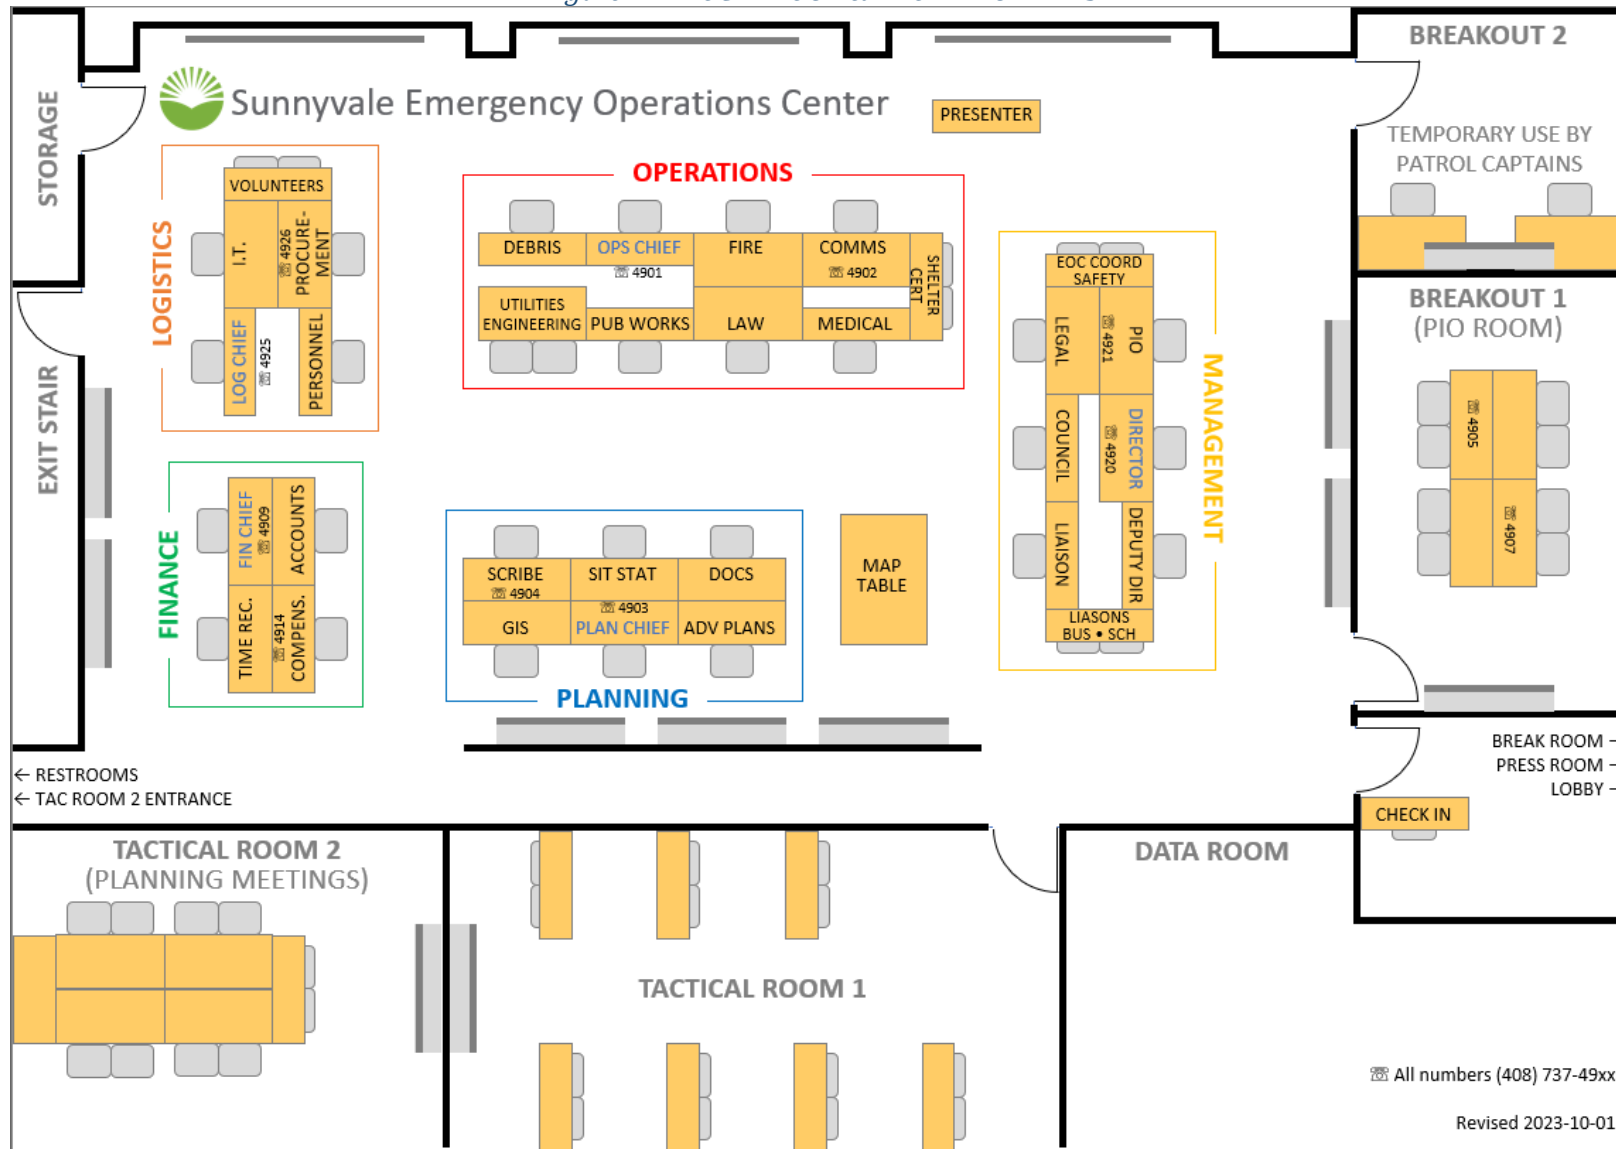 STORAGE
EXIT STAIR
Sunnyvale Emergency Operations Center
PRESENTER
BREAKOUT 2
TEMPORARY USE BY
PATROL CAPTAINS
LOGISTICS
VOLUNTEERS
I.T.
☏ 4926
PROCURE-
MENT
LOG CHIEF
☏ 4925
PERSONNEL
OPERATIONS
DEBRIS
OPS CHIEF
☏ 4901
FIRE
COMMS
☏ 4902
SHELTER
CERT
UTILITIES
ENGINEERING
PUB WORKS
LAW
MEDICAL
MANAGEMENT
EOC COORD
SAFETY
LEGAL
PIO
☏ 4921
COUNCIL
DIRECTOR
☏ 4920
LIAISON
DEPUTY DIR
LIASONS
BUS • SCH
BREAKOUT 1
(PIO ROOM)
☏ 4905
☏ 4907
FINANCE
FIN CHIEF
☏ 4909
ACCOUNTS
TIME REC.
☏ 4914
COMPENS.
SCRIBE
☏ 4904
SIT STAT
DOCS
GIS
☏ 4903
PLAN CHIEF
ADV PLANS
PLANNING
MAP
TABLE
← RESTROOMS
← TAC ROOM 2 ENTRANCE
BREAK ROOM
PRESS ROOM
LOBBY
CHECK IN
TACTICAL ROOM 2
(PLANNING MEETINGS)
TACTICAL ROOM 1
DATA ROOM
☏ All numbers (408) 737-49xx
Revised 2023-10-01